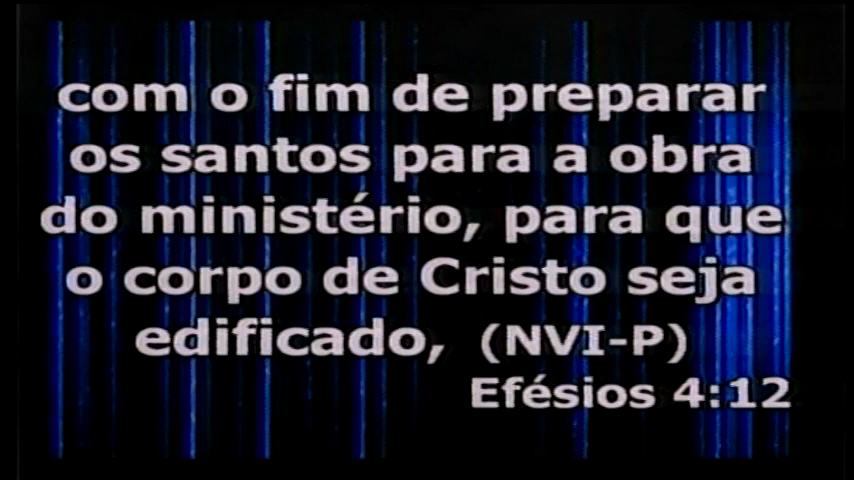 com o fim de preparar
os santos para a obra
do ministério, para que
o corpo de Cristo seja
edificado, (NVI-P)
Efésios 4:12